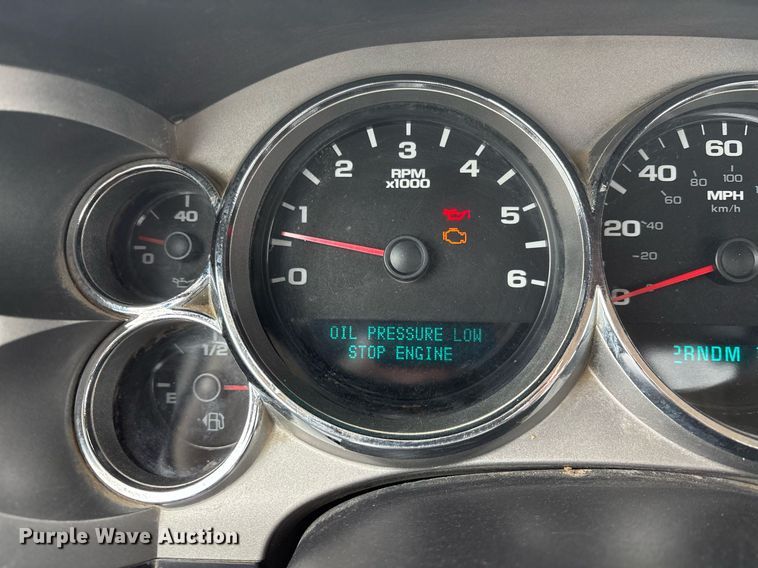 0
1
2
3
4
5
6
RPM
x1000
OIL PRESSURE LOW
STOP ENGINE
40
0
1/2
E
0
20
40
60
20
40
60
80
100
MPH
km/h
RNDM
Purple Wave Auction